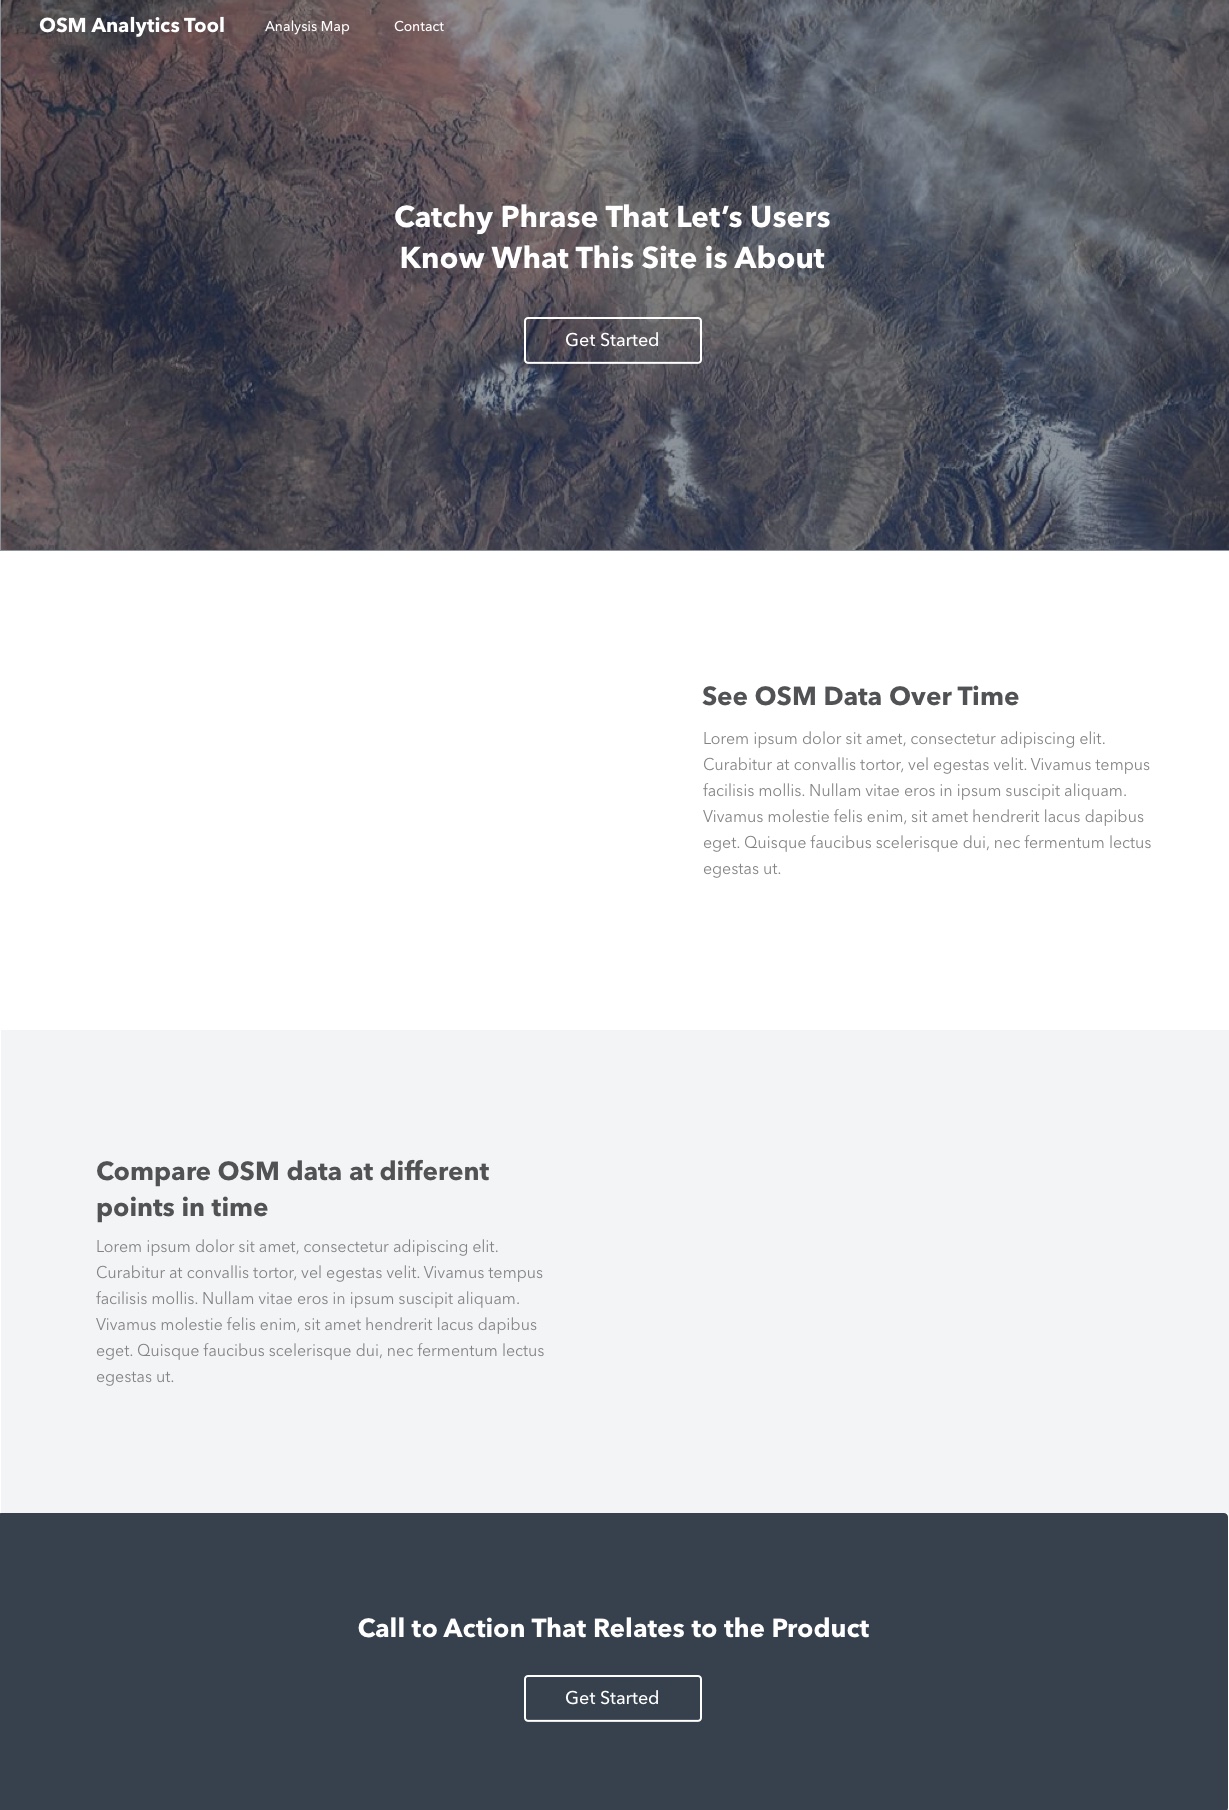 OSM Analytics Tool Analysis Map Contact
Catchy Phrase That Let's Users
Know What This Site is About
Get Started
See OSM Data Over Time
Lorem ipsum dolor sit amet, consectetur adipiscing elit.
Curabitur at convallis tortor, vel egestas velit. Vivamus tempus
facilisis mollis. Nullam vitae eros in ipsum suscipit aliquam.
Vivamus molestie felis enim, sit amet hendrerit lacus dapibus
eget. Quisque faucibus scelerisque dui, nec fermentum lectus
egestas ut.
Compare OSM data at different
points in time
Lorem ipsum dolor sit amet, consectetur adipiscing elit.
Curabitur at convallis tortor, vel egestas velit. Vivamus tempus
facilisis mollis. Nullam vitae eros in ipsum suscipit aliquam.
Vivamus molestie felis enim, sit amet hendrerit lacus dapibus
eget. Quisque faucibus scelerisque dui, nec fermentum lectus
egestas ut.
Call to Action That Relates to the Product
Get Started